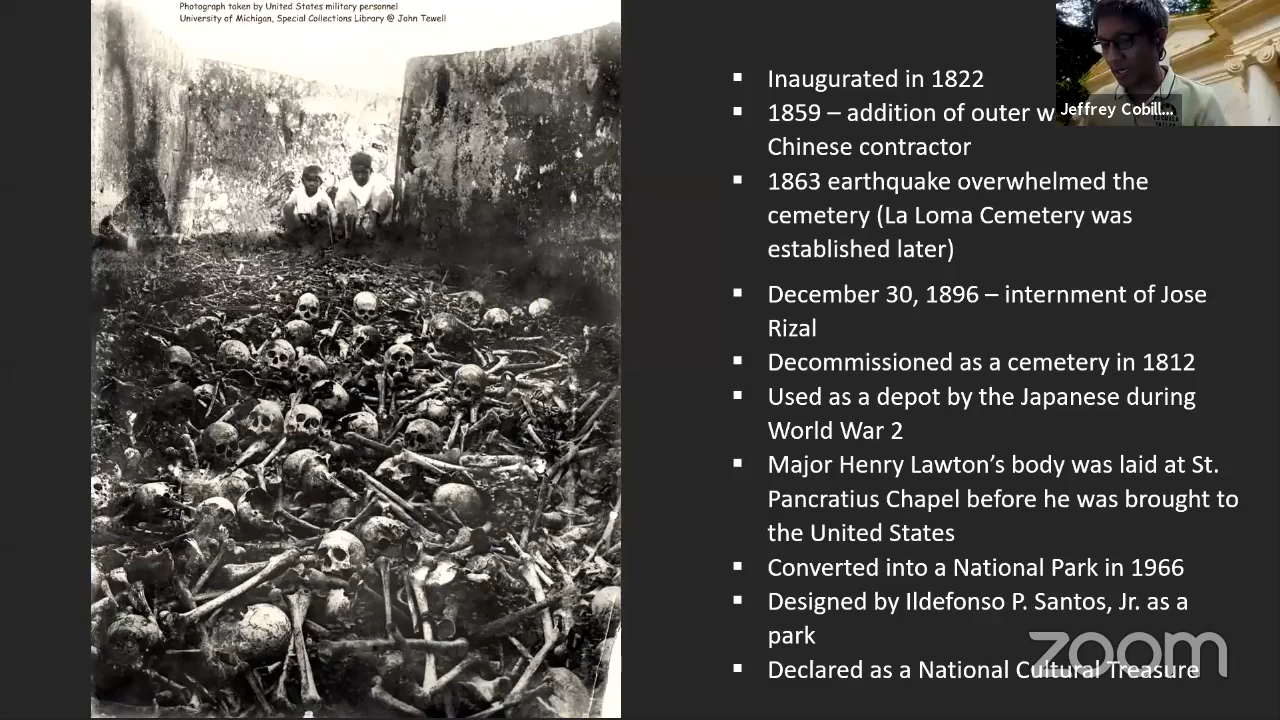 Photograph taken by United States military personnel
University of Michigan, Special Collections Library @ John Tewell
▪ Inaugurated in 1822
▪ 1859 – addition of outer
Chinese contractor
▪ 1863 earthquake overwhelmed the
cemetery (La Loma Cemetery was
established later)
▪ December 30, 1896 – internment of Jose
Rizal
▪ Decommissioned as a cemetery in 1812
▪ Used as a depot by the Japanese during
World War 2
▪ Major Henry Lawton’s body was laid at St.
Pancratius Chapel before he was brought to
the United States
▪ Converted into a National Park in 1966
▪ Designed by Ildefonso P. Santos, Jr. as a
park
▪ Declared as a National Cultural Treasure
Jeffrey Cobill...
zoom